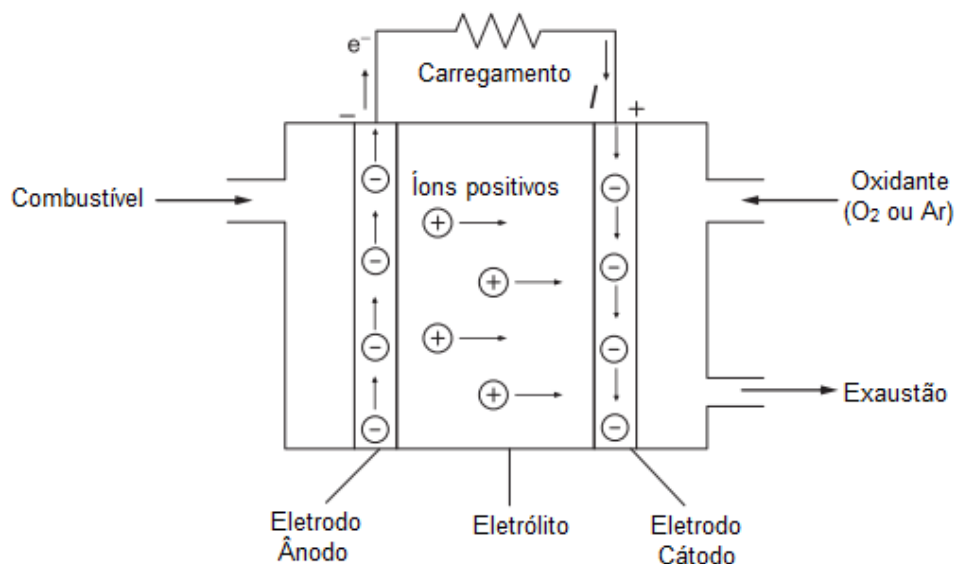 e⁻
Carregamento
I
–
+
Combustível
Íons positivos
Oxidante
(O₂ ou Ar)
Exaustão
Eletrodo
Ânodo
Eletrólito
Eletrodo
Cátodo